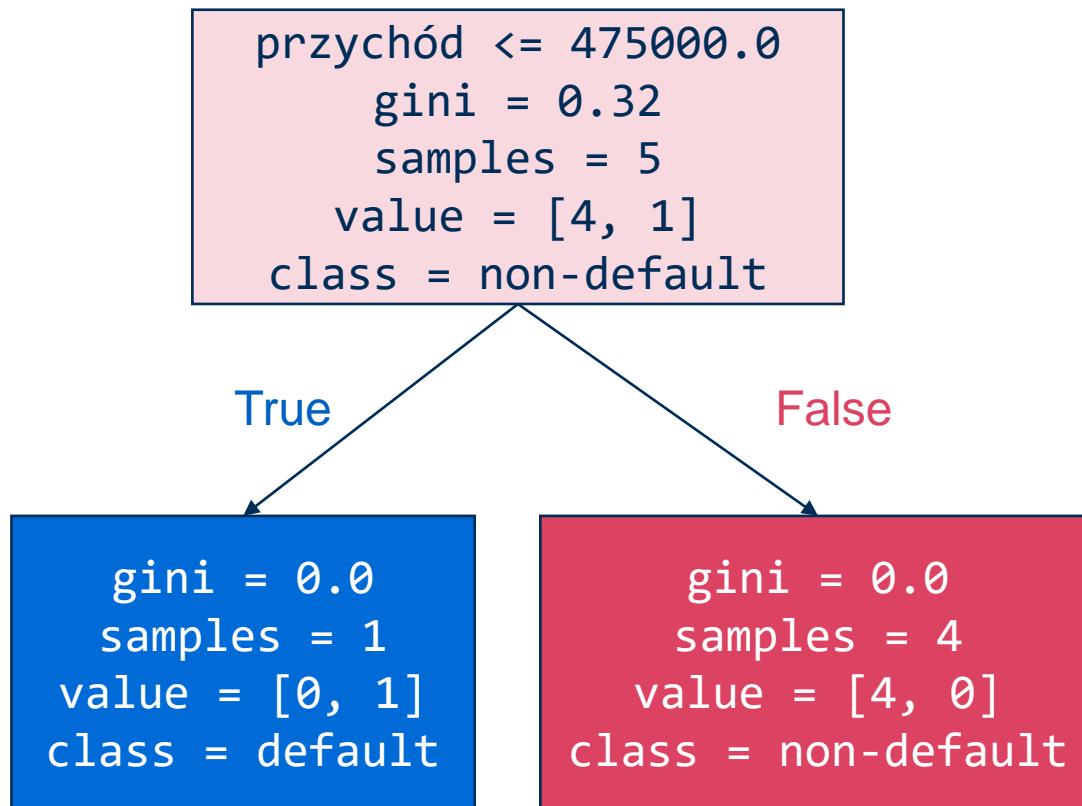 przychód <= 475000.0
gini = 0.32
samples = 5
value = [4, 1]
class = non-default
True
False
gini = 0.0
samples = 1
value = [0, 1]
class = default
gini = 0.0
samples = 4
value = [4, 0]
class = non-default